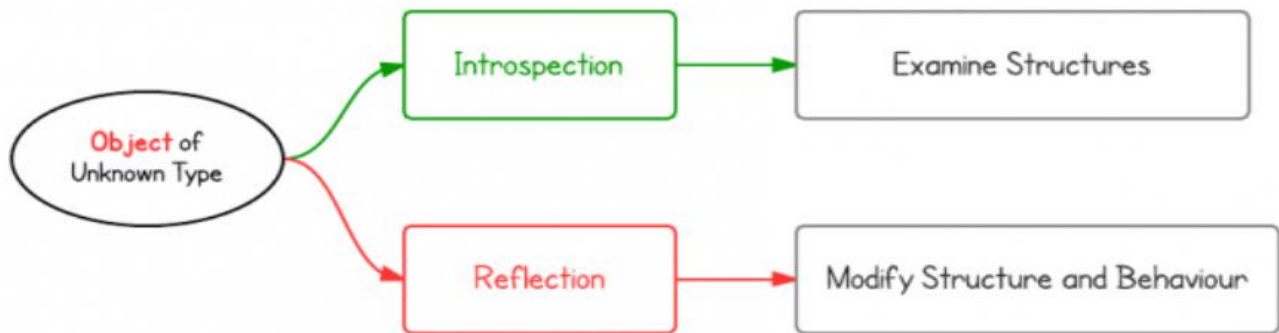 Introspection
Examine Structures
Object of
Unknown Type
Reflection
Modify Structure and Behaviour